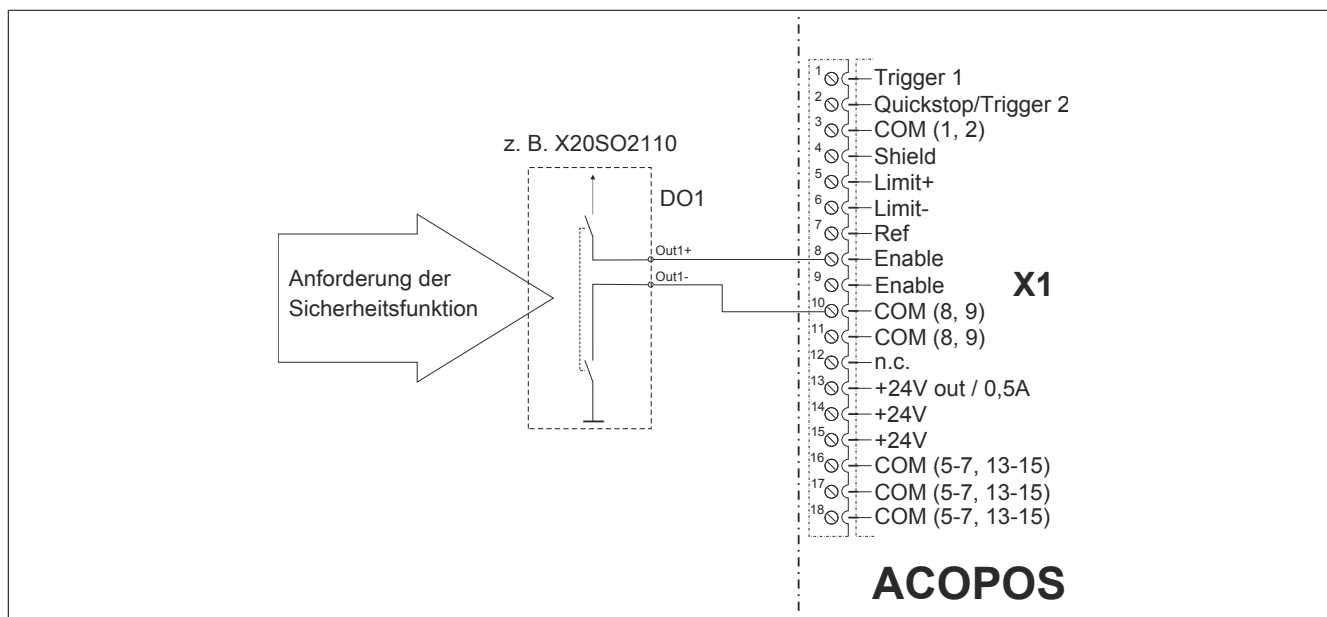 z. B. X20SO2110
DO1
Out1+
Out1-
Anforderung der
Sicherheitsfunktion
1 Trigger 1
2 Quickstop/Trigger 2
3 COM (1, 2)
4 Shield
5 Limit+
6 Limit-
7 Ref
8 Enable
9 Enable
10 COM (8, 9)
11 COM (8, 9)
12 n.c.
13 +24V out / 0,5A
14 +24V
15 +24V
16 COM (5-7, 13-15)
17 COM (5-7, 13-15)
18 COM (5-7, 13-15)
X1
ACOPOS